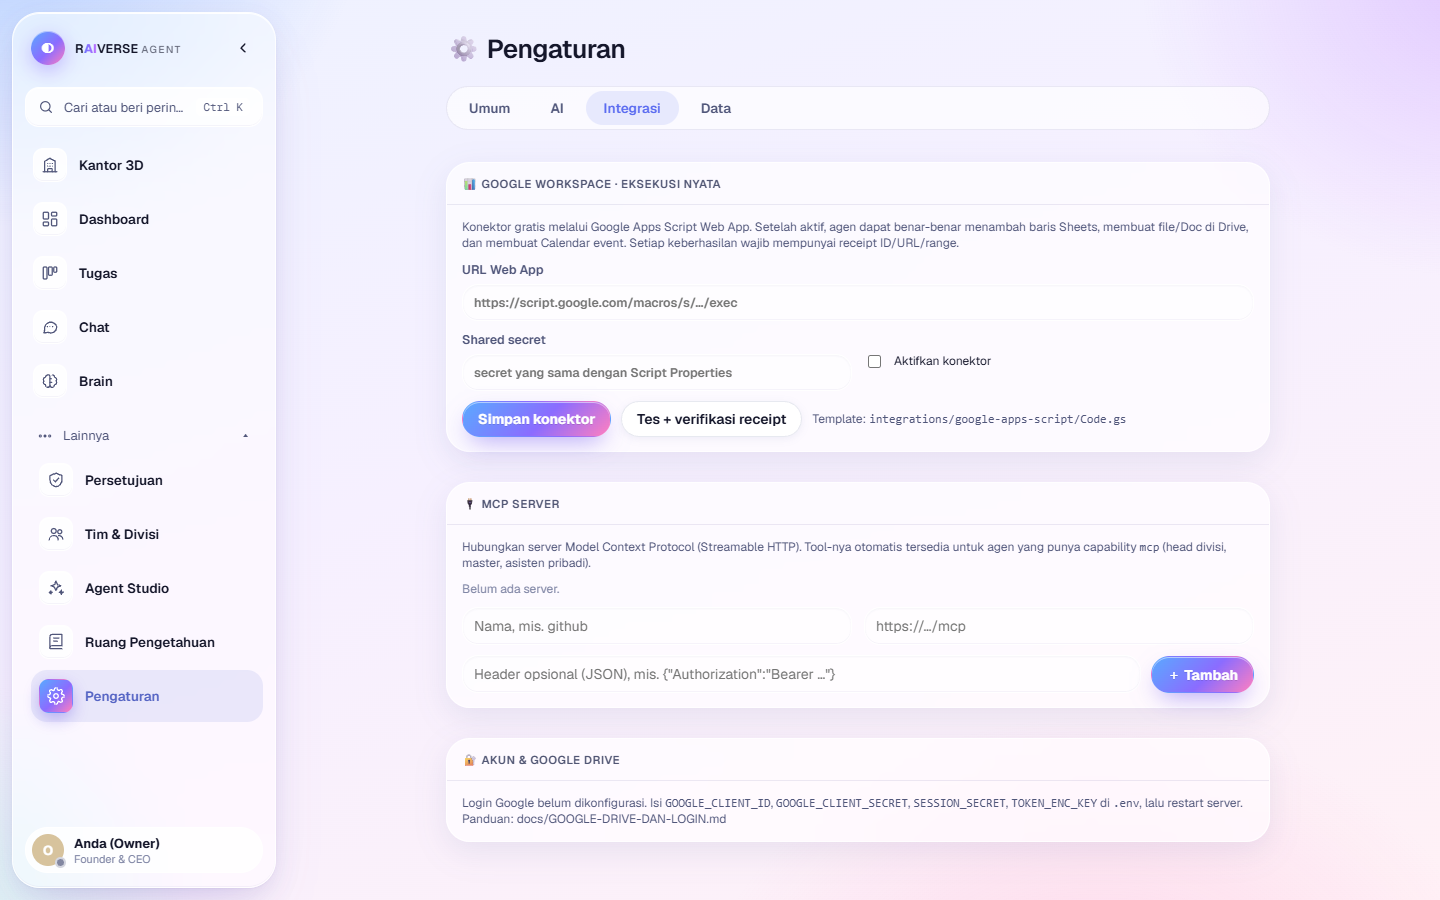 RAIVERSE AGENT
Cari atau beri perin… Ctrl K
Kantor 3D
Dashboard
Tugas
Chat
Brain
Lainnya
Persetujuan
Tim & Divisi
Agent Studio
Ruang Pengetahuan
Pengaturan
O
Anda (Owner)
Founder & CEO
Pengaturan
Umum AI Integrasi Data
GOOGLE WORKSPACE · EKSEKUSI NYATA
Konektor gratis melalui Google Apps Script Web App. Setelah aktif, agen dapat benar-benar menambah baris Sheets, membuat file/Doc di Drive,
dan membuat Calendar event. Setiap keberhasilan wajib mempunyai receipt ID/URL/range.
URL Web App
https://script.google.com/macros/s/…/exec
Shared secret
secret yang sama dengan Script Properties
Aktifkan konektor
Simpan konektor Tes + verifikasi receipt Template: integrations/google-apps-script/Code.gs
MCP SERVER
Hubungkan server Model Context Protocol (Streamable HTTP). Tool-nya otomatis tersedia untuk agen yang punya capability mcp (head divisi,
master, asisten pribadi).
Belum ada server.
Nama, mis. github https://…/mcp
Header opsional (JSON), mis. {"Authorization":"Bearer …"} + Tambah
AKUN & GOOGLE DRIVE
Login Google belum dikonfigurasi. Isi GOOGLE_CLIENT_ID, GOOGLE_CLIENT_SECRET, SESSION_SECRET, TOKEN_ENC_KEY di .env, lalu restart server.
Panduan: docs/GOOGLE-DRIVE-DAN-LOGIN.md